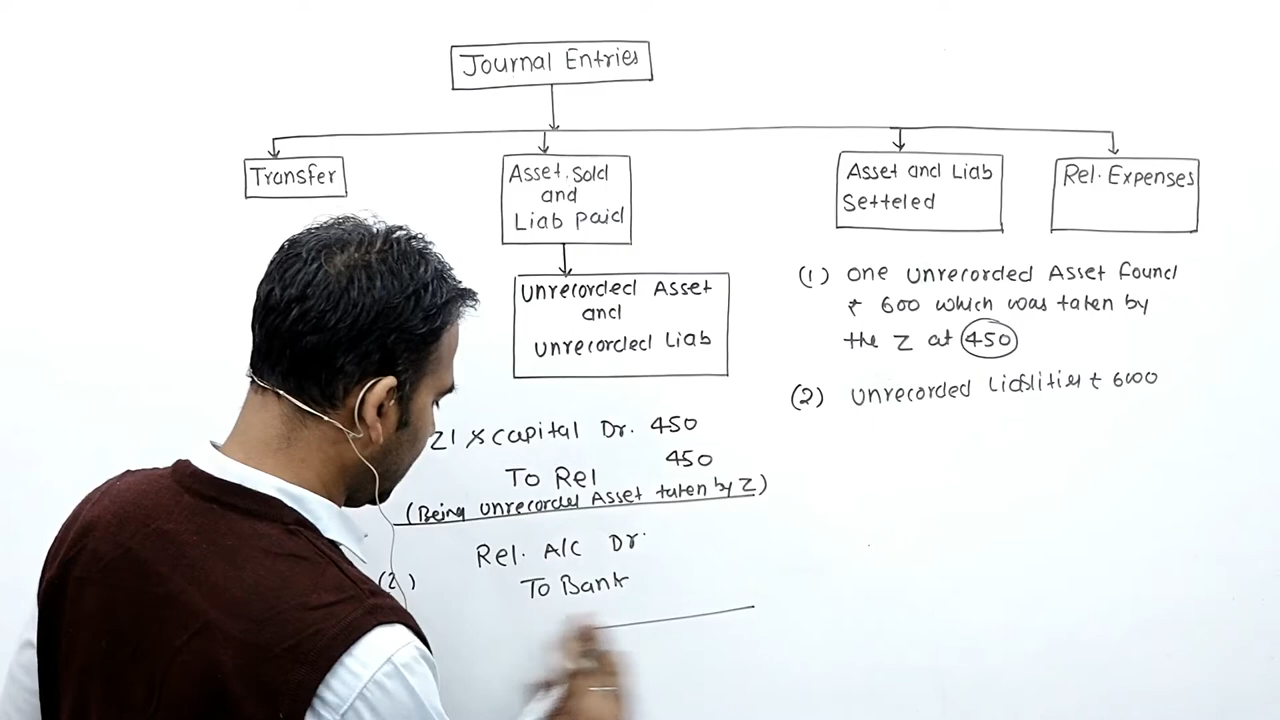 Journal Entries
Transfer
Asset Sold
and
Liab paid
Asset and Liab
Setteled
Rel. Expenses
Unrecorded Asset
and
Unrecorded Liab
(1) One Unrecorded Asset found
₹ 600 which was taken by
the Z at 450
(2) Unrecorded Liabilities ₹ 6000
Capital Dr. 450
To Rel 450
(Being Unrecorded Asset taken by Z)
(2) Rel. A/C Dr.
To Bank